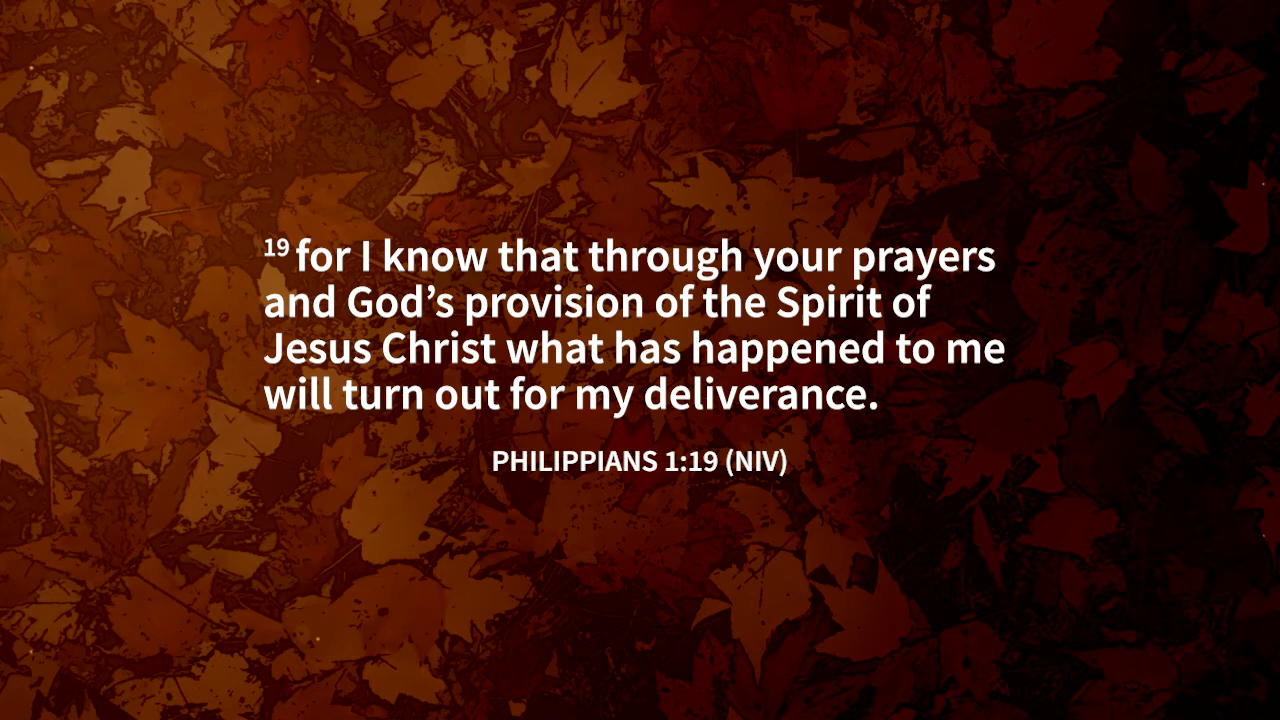 19 for I know that through your prayers
and God’s provision of the Spirit of
Jesus Christ what has happened to me
will turn out for my deliverance.
PHILIPPIANS 1:19 (NIV)